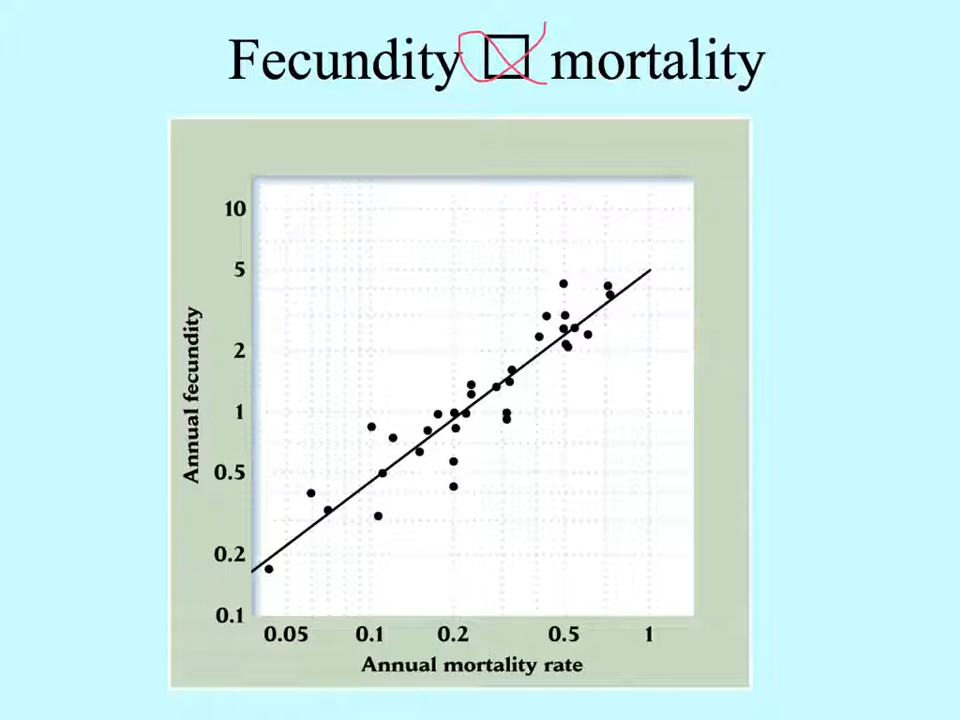 Fecundity □ mortality
10
5
2
1
0.5
0.2
0.1
Annual fecundity
0.05 0.1 0.2 0.5 1
Annual mortality rate